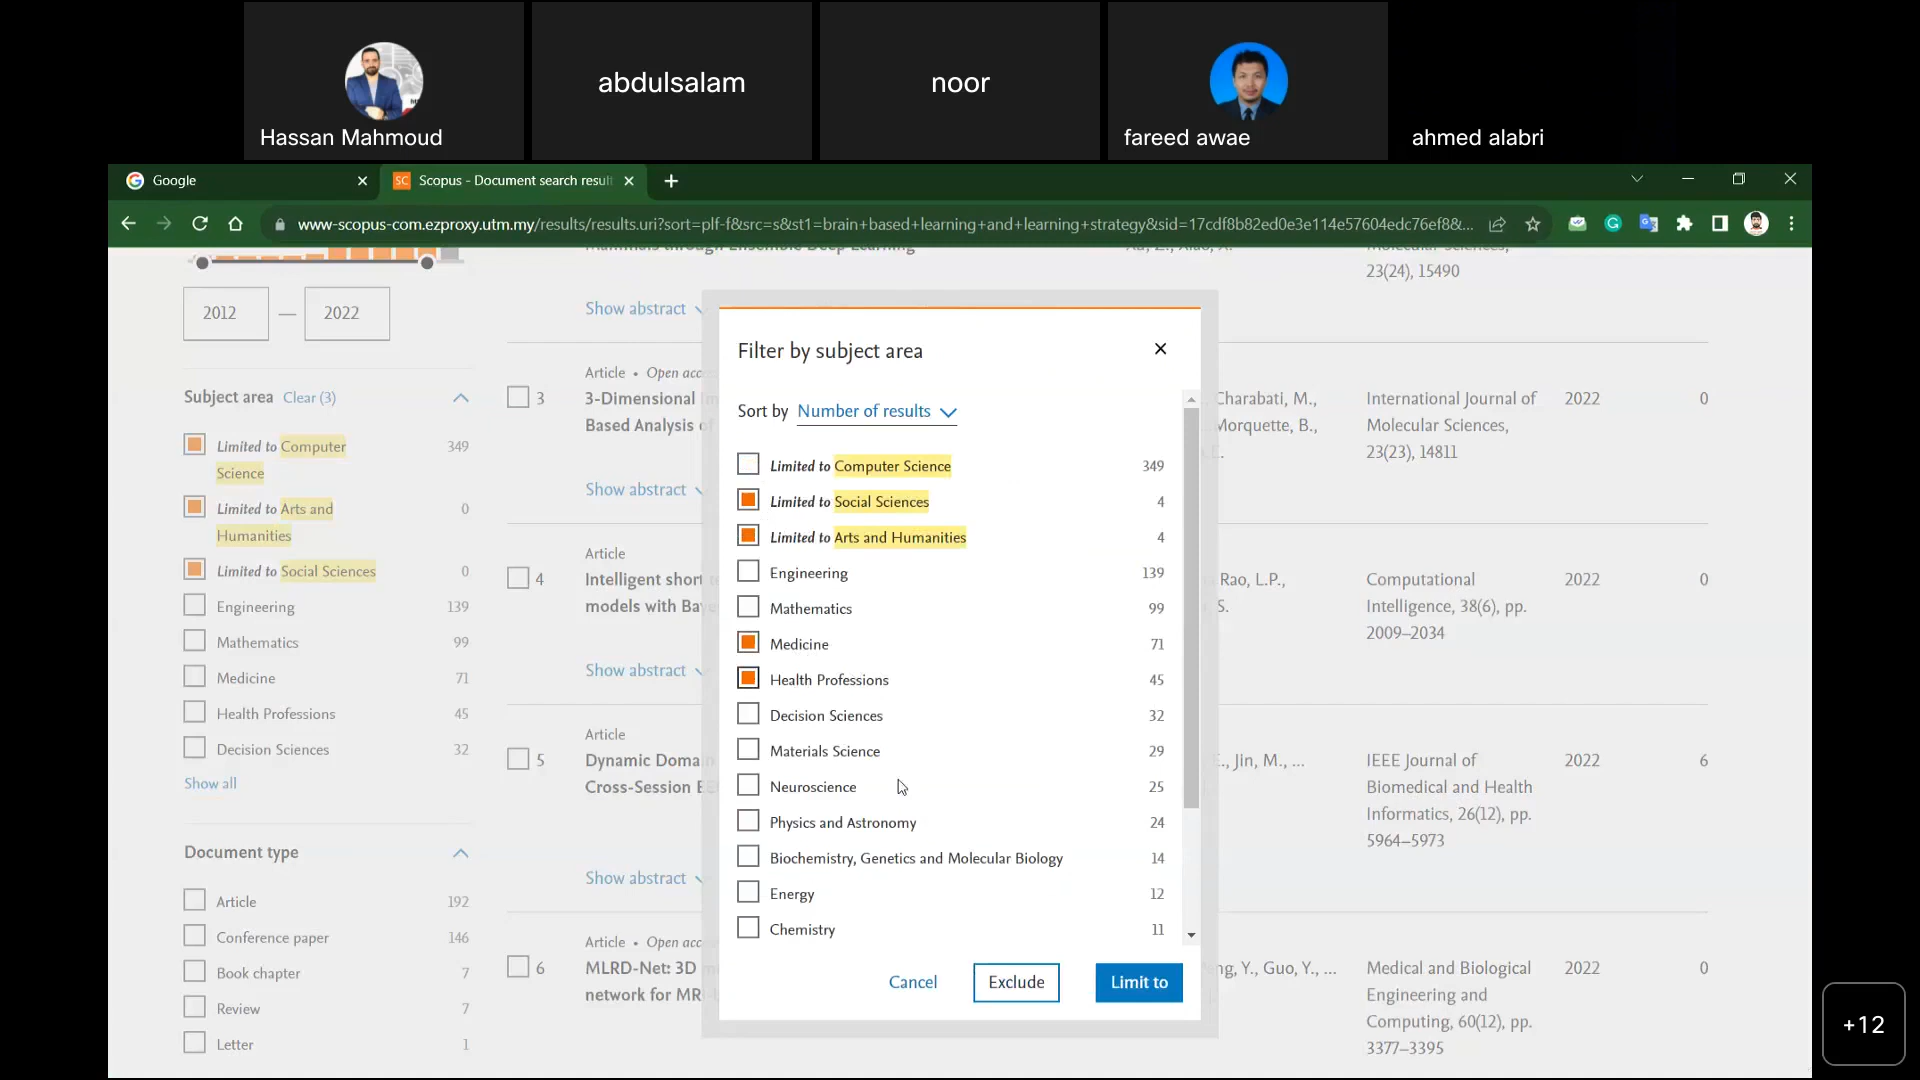 Hassan Mahmoud
abdulsalam
noor
fareed awae
ahmed alabri
Google
Scopus - Document search result
www-scopus-com.ezproxy.utm.my/results/results.uri?sort=plf-f&src=s&st1=brain+based+learning+and+learning+strategy&sid=17cdf8b82ed0e3e114e57604edc76ef8&...
23(24), 15490
2012 — 2022
Show abstract
Subject area Clear (3)
Limited to Computer Science 349
Limited to Arts and Humanities 0
Limited to Social Sciences 0
Engineering 139
Mathematics 99
Medicine 71
Health Professions 45
Decision Sciences 32
Show all
Document type
Article 192
Conference paper 146
Book chapter 7
Review 7
Letter 1
Article • Open acc
3 3-Dimensional
Based Analysis of
Charabati, M.,
Morquette, B.,
International Journal of
Molecular Sciences,
23(23), 14811
2022 0
Show abstract
Article
4 Intelligent short
models with Bay
Rao, L.P.,
S.
Computational
Intelligence, 38(6), pp.
2009–2034
2022 0
Show abstract
Article
5 Dynamic Doma
Cross-Session
E., Jin, M., ...
IEEE Journal of
Biomedical and Health
Informatics, 26(12), pp.
5964–5973
2022 6
Show abstract
Article • Open acc
6 MLRD-Net: 3D
network for MRI
ng, Y., Guo, Y., ...
Medical and Biological
Engineering and
Computing, 60(12), pp.
3377–3395
2022 0
Filter by subject area
Sort by Number of results
Limited to Computer Science 349
Limited to Social Sciences 4
Limited to Arts and Humanities 4
Engineering 139
Mathematics 99
Medicine 71
Health Professions 45
Decision Sciences 32
Materials Science 29
Neuroscience 25
Physics and Astronomy 24
Biochemistry, Genetics and Molecular Biology 14
Energy 12
Chemistry 11
Cancel
Exclude
Limit to
+12